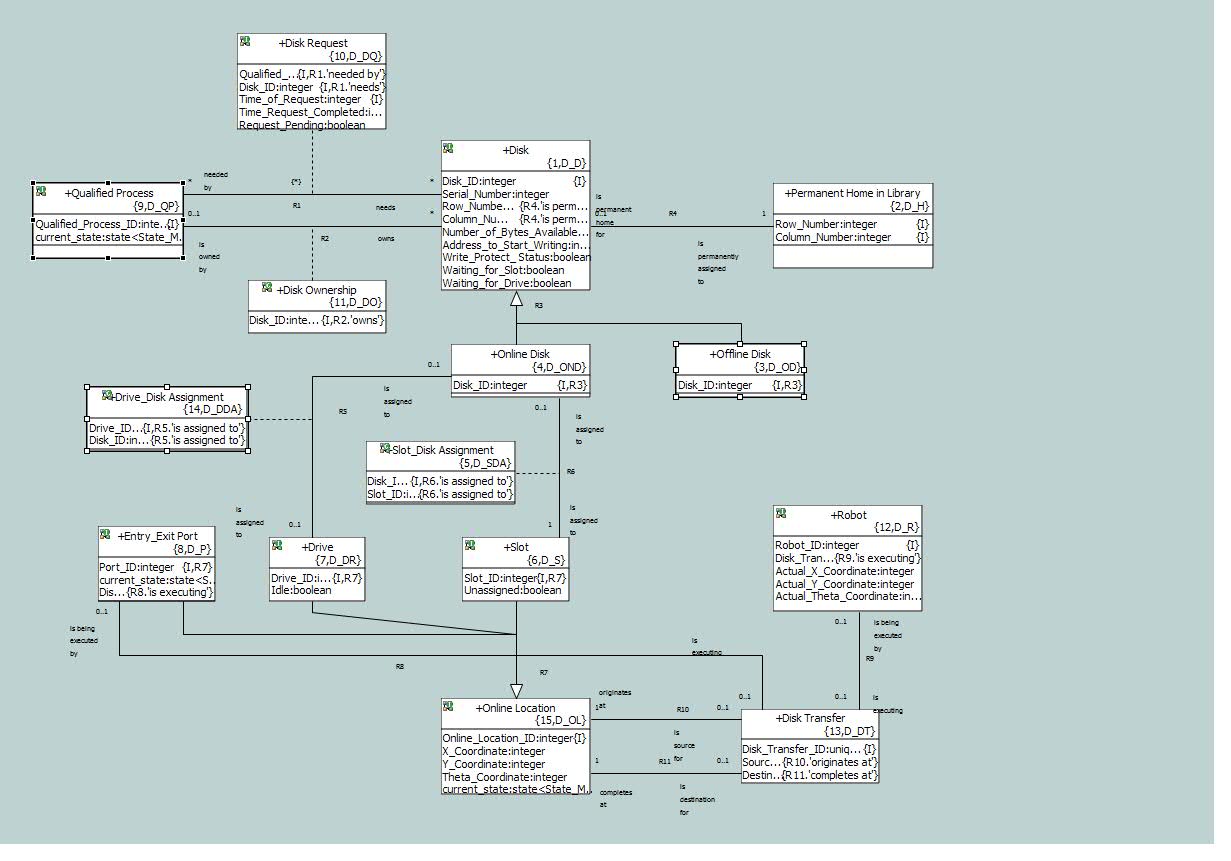 +Disk Request
{10,D_DQ}
Qualified_...{I,R1.'needed by'}
Disk_ID:integer {I,R1.'needs'}
Time_of_Request:integer {I}
Time_Request_Completed:i...
Request_Pending:boolean
+Disk
{1,D_D}
Disk_ID:integer {I}
Serial_Number:integer
Row_Numbe... {R4.'is perm...
Column_Nu... {R4.'is perm...
Number_of_Bytes_Available...
Address_to_Start_Writing:in...
Write_Protect_ Status:boolean
Waiting_for_Slot:boolean
Waiting_for_Drive:boolean
+Qualified Process
{9,D_QP}
Qualified_Process_ID:inte..{I}
current_state:state<State_M.
*
needed
by
{*}
*
R1
needs
0..1
*
R2
owns
is
owned
by
+Permanent Home in Library
{2,D_H}
Row_Number:integer {I}
Column_Number:integer {I}
is
permanent
home
for
0..1
R4
1
is
permanently
assigned
to
+Disk Ownership
{11,D_DO}
Disk_ID:inte... {I,R2.'owns'}
R3
+Online Disk
{4,D_OND}
Disk_ID:integer {I,R3}
+Offline Disk
{3,D_OD}
Disk_ID:integer {I,R3}
0..1
is
assigned
to
R5
0..1
is
assigned
to
+Drive_Disk Assignment
{14,D_DDA}
Drive_ID...{I,R5.'is assigned to'}
Disk_ID:in...{R5.'is assigned to'}
+Slot_Disk Assignment
{5,D_SDA}
Disk_I... {I,R6.'is assigned to'}
Slot_ID:i...{R6.'is assigned to'}
R6
is
assigned
to
0..1
is
assigned
to
1
+Entry_Exit Port
{8,D_P}
Port_ID:integer {I,R7}
current_state:state<S..
Dis... {R8.'is executing'}
+Drive
{7,D_DR}
Drive_ID:i... {I,R7}
Idle:boolean
+Slot
{6,D_S}
Slot_ID:integer{I,R7}
Unassigned:boolean
+Robot
{12,D_R}
Robot_ID:integer {I}
Disk_Tran...{R9.'is executing'}
Actual_X_Coordinate:integer
Actual_Y_Coordinate:integer
Actual_Theta_Coordinate:in...
0..1
is being
executed
by
R8
R7
is
executing
0..1
0..1
is being
executed
by
R9
0..1
is
executing
+Online Location
{15,D_OL}
Online_Location_ID:integer{I}
X_Coordinate:integer
Y_Coordinate:integer
Theta_Coordinate:integer
current_state:state<State_M.
originates
at
1
R10
0..1
is
source
for
1
R11
0..1
completes
at
is
destination
for
+Disk Transfer
{13,D_DT}
Disk_Transfer_ID:uniq... {I}
Sourc...{R10.'originates at'}
Destin...{R11.'completes at'}